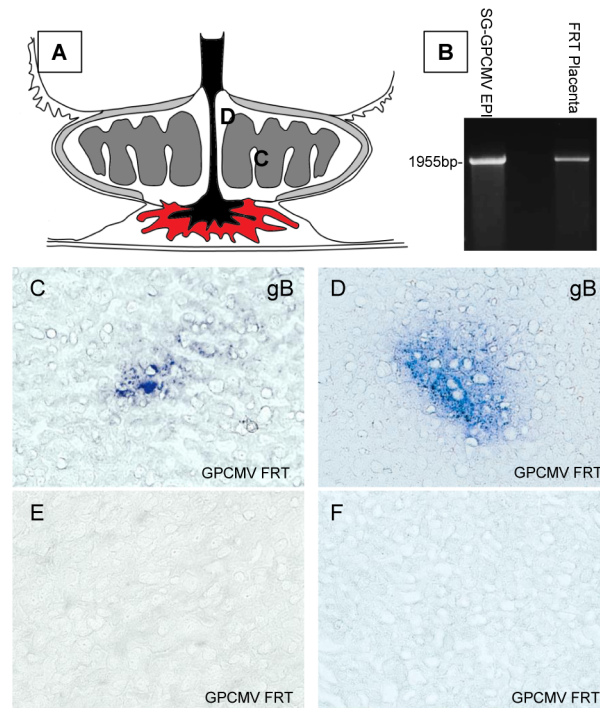 A
B
SG-GPCMV EPI
FRT Placenta
D
C
1955bp-
C
gB
GPCMV FRT
D
gB
GPCMV FRT
E
GPCMV FRT
F
GPCMV FRT